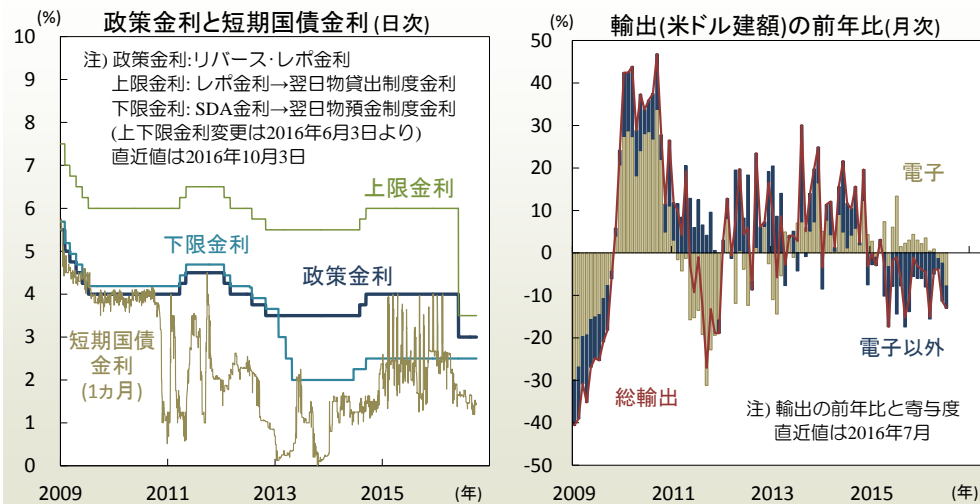 政策金利と短期国債金利(日次)
(%)
10
9
8
7
6
5
4
3
2
1
0
注) 政策金利:リバース・レポ金利
上限金利: レポ金利→翌日物貸出制度金利
下限金利: SDA金利→翌日物預金制度金利
(上下限金利変更は2016年6月3日より)
直近値は2016年10月3日
上限金利
下限金利
政策金利
短期国債
金利
(1ヵ月)
2009 2011 2013 2015 (年)
輸出(米ドル建額)の前年比(月次)
(%)
50
40
30
20
10
0
-10
-20
-30
-40
-50
電子
電子以外
総輸出
注) 輸出の前年比と寄与度
直近値は2016年7月
2009 2011 2013 2015 (年)